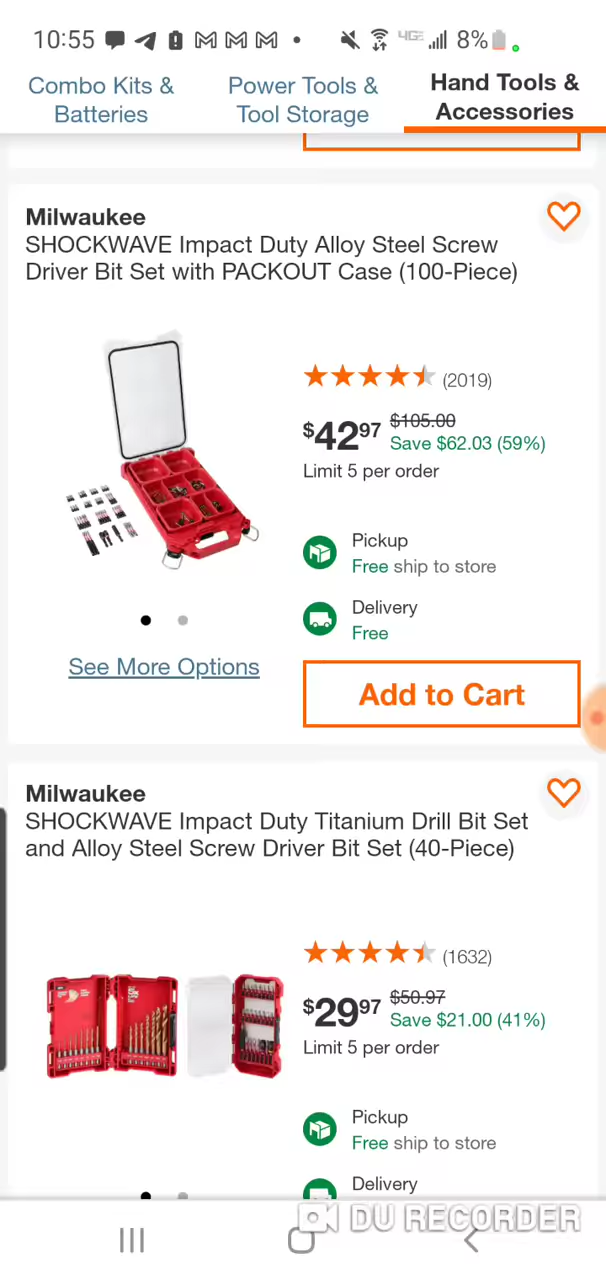 10:55
4GE
8%
Combo Kits &
Batteries
Power Tools &
Tool Storage
Hand Tools &
Accessories
Milwaukee
SHOCKWAVE Impact Duty Alloy Steel Screw
Driver Bit Set with PACKOUT Case (100-Piece)
(2019)
$42 97 $105.00
Save $62.03 (59%)
Limit 5 per order
Pickup
Free ship to store
Delivery
Free
See More Options
Add to Cart
Milwaukee
SHOCKWAVE Impact Duty Titanium Drill Bit Set
and Alloy Steel Screw Driver Bit Set (40-Piece)
(1632)
$29 97 $50.97
Save $21.00 (41%)
Limit 5 per order
Pickup
Free ship to store
Delivery
DU RECORDER